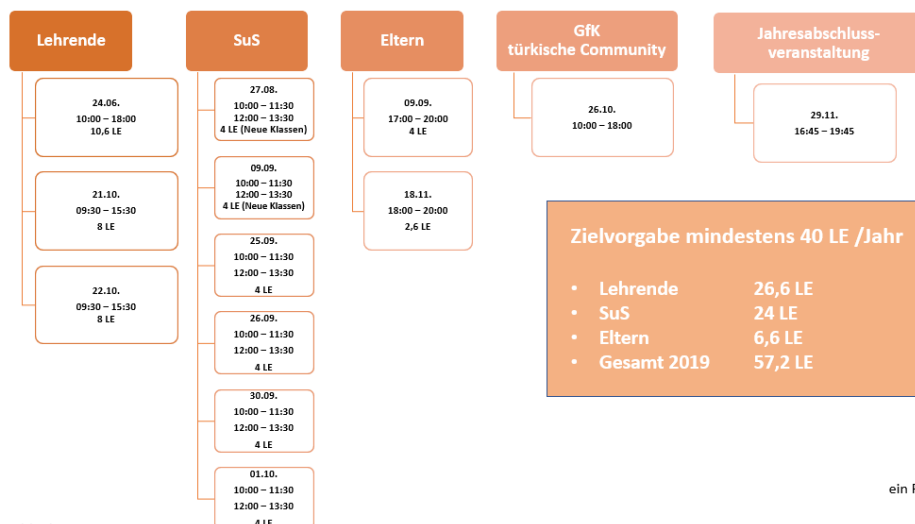 Lehrende
24.06.
10:00 – 18:00
10,6 LE
21.10.
09:30 – 15:30
8 LE
22.10.
09:30 – 15:30
8 LE
SuS
27.08.
10:00 – 11:30
12:00 – 13:30
4 LE (Neue Klassen)
09.09.
10:00 – 11:30
12:00 – 13:30
4 LE (Neue Klassen)
25.09.
10:00 – 11:30
12:00 – 13:30
4 LE
26.09.
10:00 – 11:30
12:00 – 13:30
4 LE
30.09.
10:00 – 11:30
12:00 – 13:30
4 LE
01.10.
10:00 – 11:30
12:00 – 13:30
4 LE
Eltern
09.09.
17:00 – 20:00
4 LE
18.11.
18:00 – 20:00
2,6 LE
GfK
türkische Community
26.10.
10:00 – 18:00
Jahresabschluss-
veranstaltung
29.11.
16:45 – 19:45
Zielvorgabe mindestens 40 LE /Jahr
• Lehrende 26,6 LE
• SuS 24 LE
• Eltern 6,6 LE
• Gesamt 2019 57,2 LE
ein